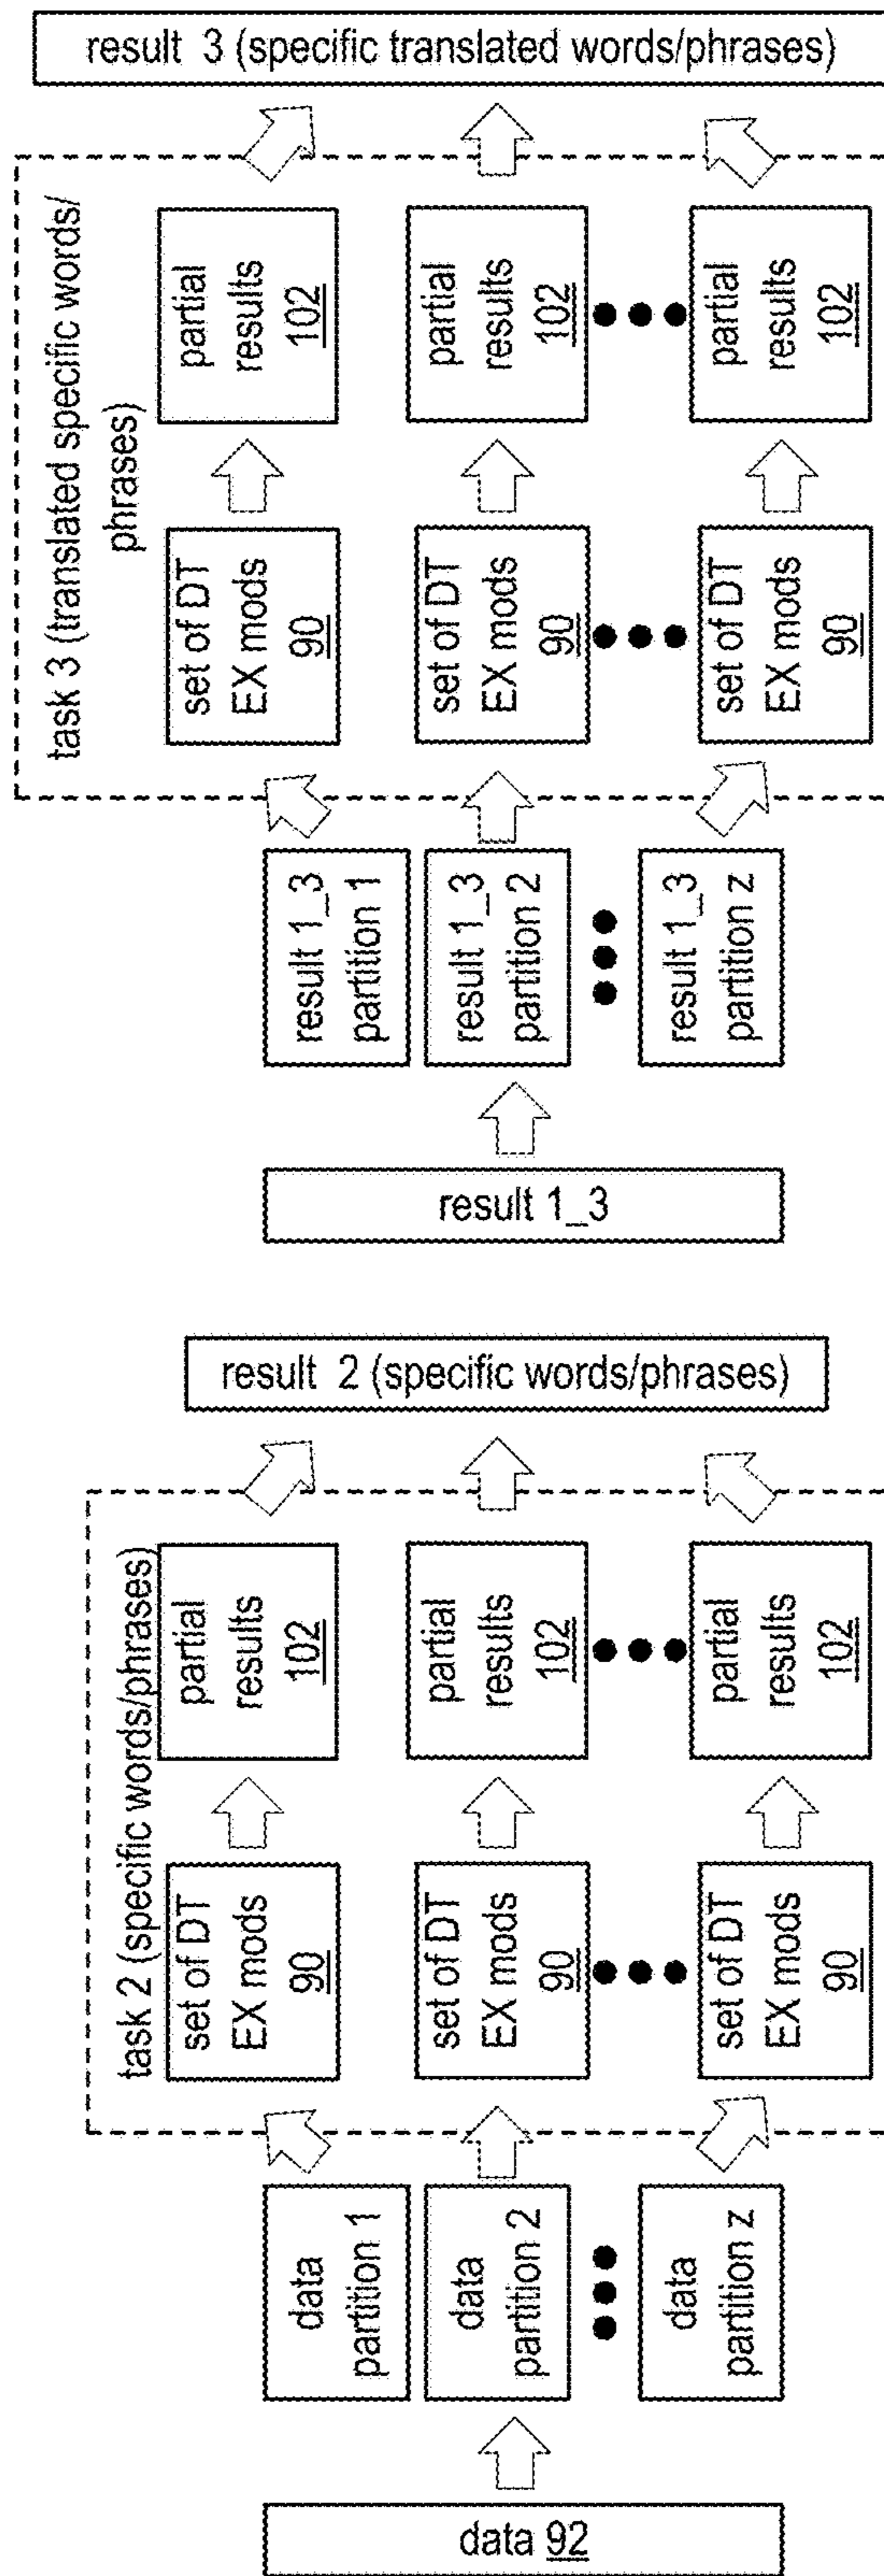 data 92
data
partition 1
data
partition 2
data
partition z
task 2 (specific words/phrases)
set of DT
EX mods
90
partial
results
102
set of DT
EX mods
90
partial
results
102
set of DT
EX mods
90
partial
results
102
result 2 (specific words/phrases)
result 1_3
result 1_3
partition 1
result 1_3
partition 2
result 1_3
partition z
task 3 (translated specific words/
phrases)
set of DT
EX mods
90
partial
results
102
set of DT
EX mods
90
partial
results
102
set of DT
EX mods
90
partial
results
102
result 3 (specific translated words/phrases)